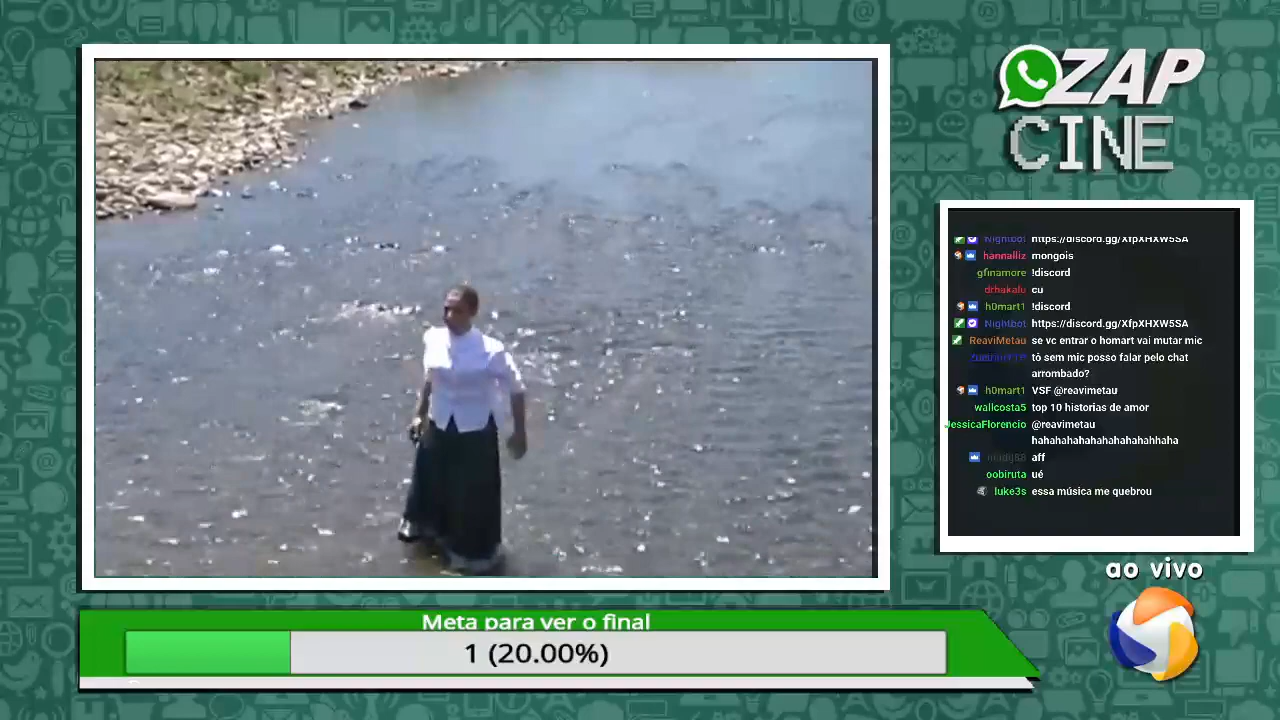 ZAP
CINE
Nightbot https://discord.gg/XfpXHXW5SA
hannalliz mongois
gfinamore !discord
drhakalu cu
h0mart1 !discord
Nightbot https://discord.gg/XfpXHXW5SA
ReaviMetau se vc entrar o homart vai mutar mic
tô sem mic posso falar pelo chat
arrombado?
h0mart1 VSF @reavimetau
wallcosta5 top 10 historias de amor
JessicaFlorencio @reavimetau
hahahahahahahahahahahhaha
aff
oobiruta ué
luke3s essa música me quebrou
ao vivo
Meta para ver o final
1 (20.00%)